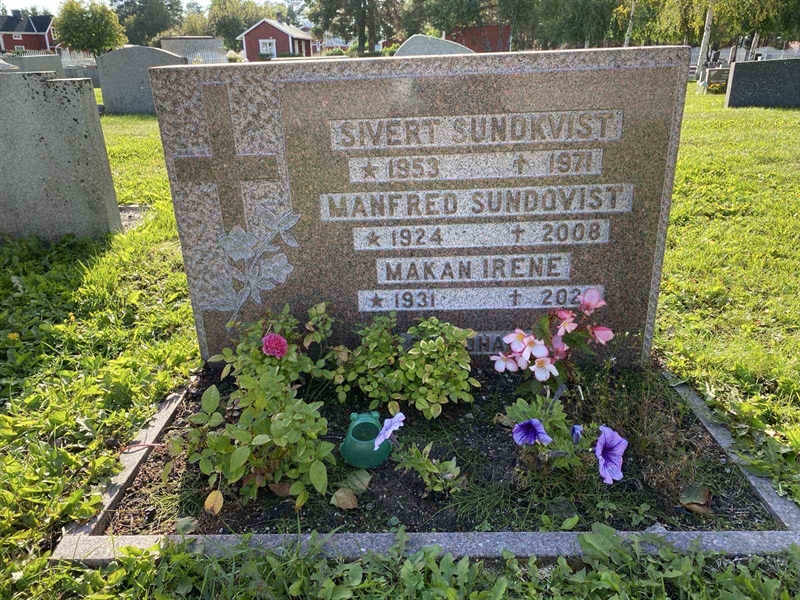 SIVERT SUNDKVIST
★ 1953 ✝ 1971
MANFRED SUNDQVIST
★ 1924 ✝ 2008
MAKAN IRENE
★ 1931 ✝ 202